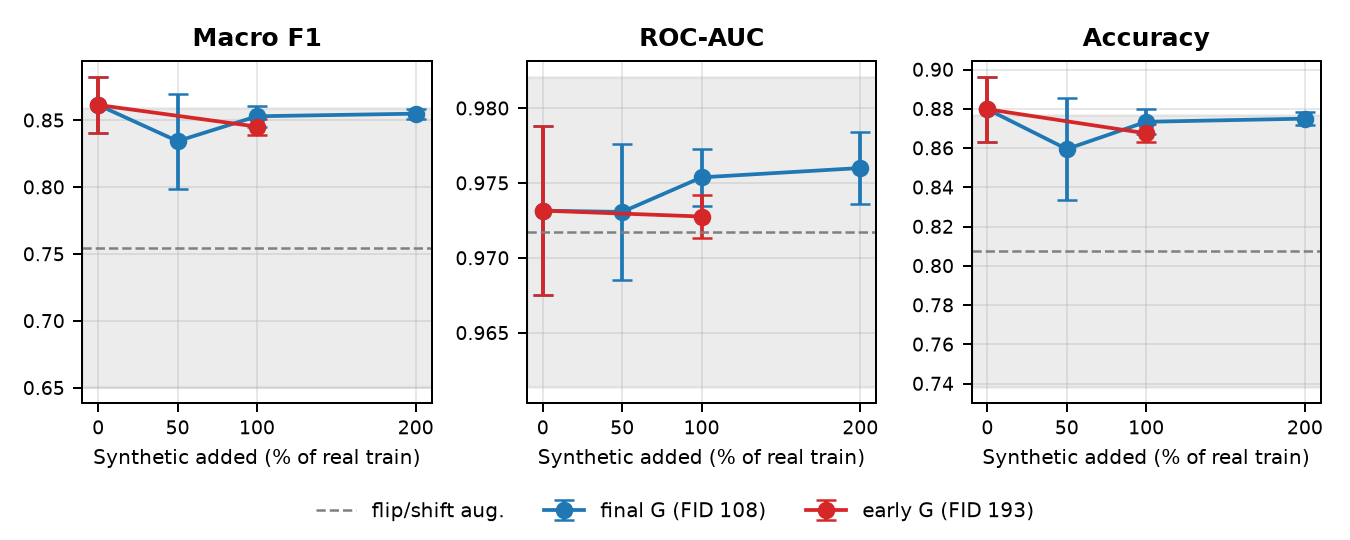 Macro F1
ROC-AUC
Accuracy
0.85
0.80
0.75
0.70
0.65
0 50 100 200
Synthetic added (% of real train)
0.980
0.975
0.970
0.965
0 50 100 200
Synthetic added (% of real train)
0.90
0.88
0.86
0.84
0.82
0.80
0.78
0.76
0.74
0 50 100 200
Synthetic added (% of real train)
flip/shift aug.
final G (FID 108)
early G (FID 193)